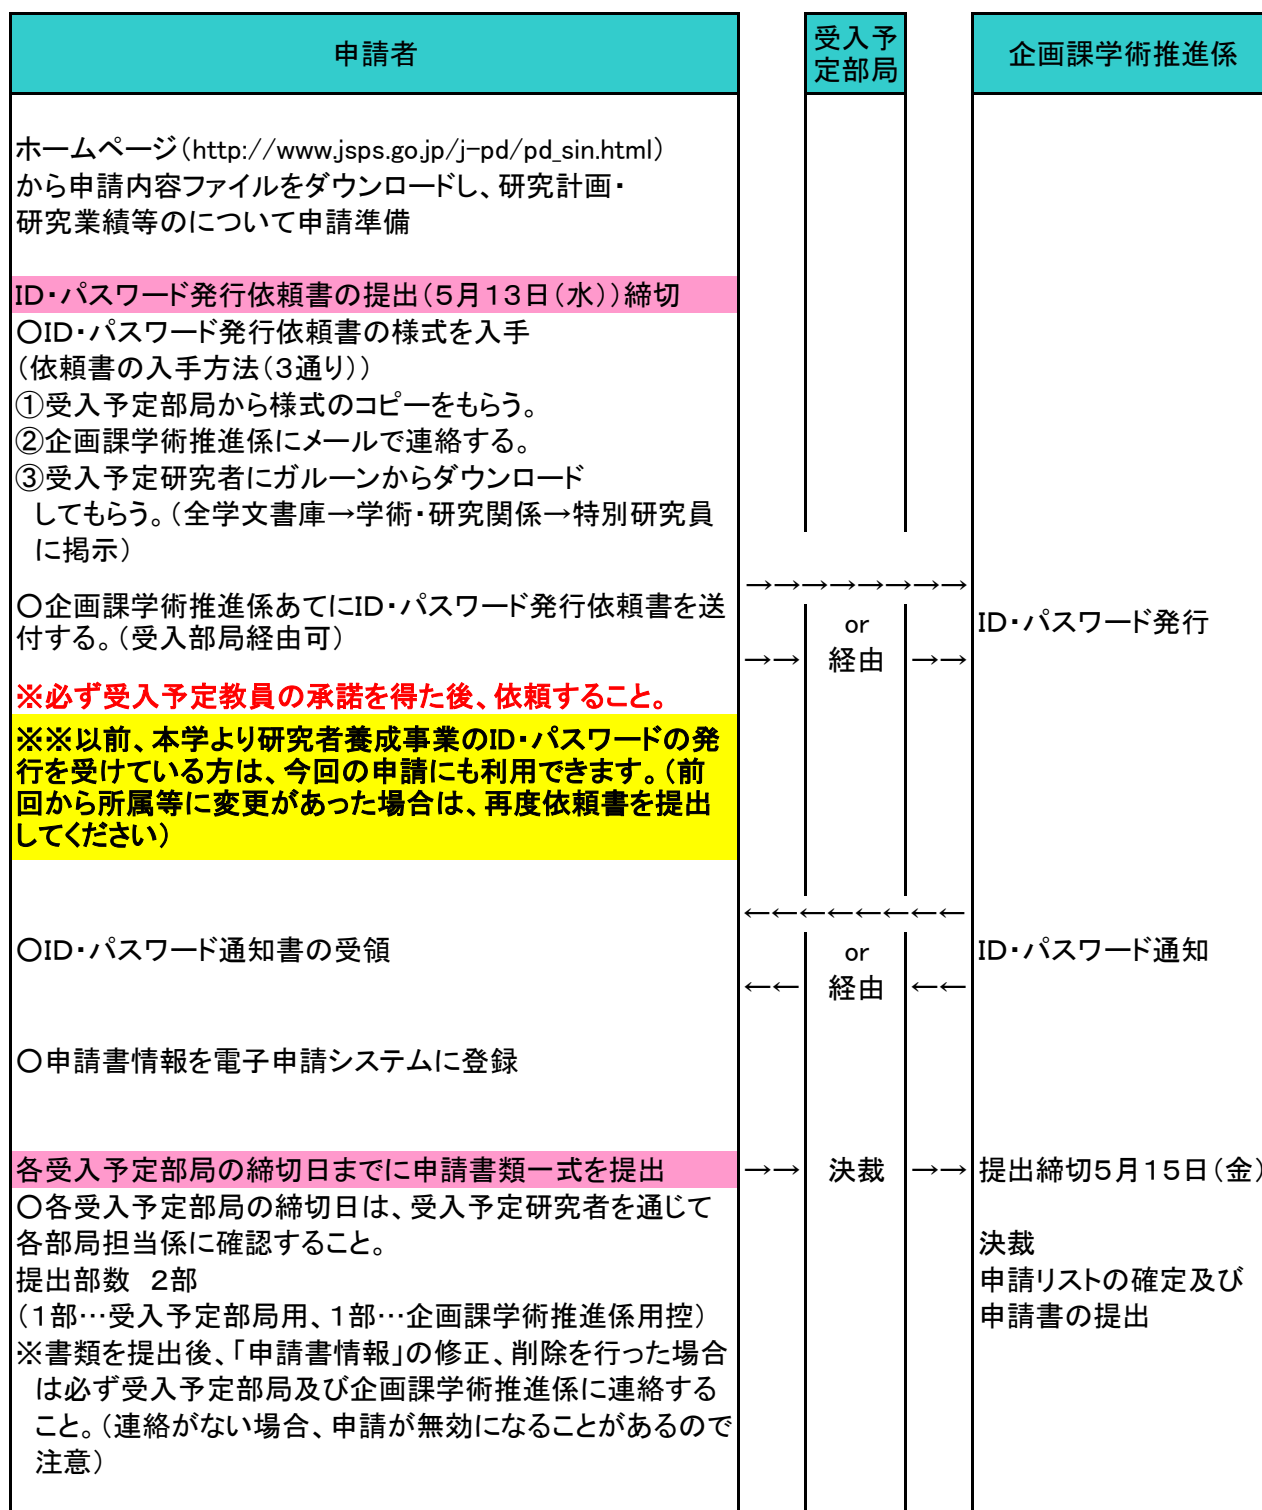 申請者
受入予
定部局
企画課学術推進係
ホームページ（http://www.jsps.go.jp/j-pd/pd_sin.html）
から申請内容ファイルをダウンロードし、研究計画・
研究業績等のについて申請準備
ID・パスワード発行依頼書の提出（５月１３日（水））締切
〇ID・パスワード発行依頼書の様式を入手
（依頼書の入手方法（３通り））
①受入予定部局から様式のコピーをもらう。
②企画課学術推進係にメールで連絡する。
③受入予定研究者にガルーンからダウンロード
してもらう。（全学文書庫→学術・研究関係→特別研究員
に掲示）
→→→→→→→→
〇企画課学術推進係あてにID・パスワード発行依頼書を送
付する。（受入部局経由可）
or
ID・パスワード発行
→→ 経由 →→
※必ず受入予定教員の承諾を得た後、依頼すること。
※※以前、本学より研究者養成事業のID・パスワードの発
行を受けている方は、今回の申請にも利用できます。（前
回から所属等に変更があった場合は、再度依頼書を提出
してください）
←←←←←←←←
〇ID・パスワード通知書の受領
or
ID・パスワード通知
←← 経由 ←←
〇申請書情報を電子申請システムに登録
各受入予定部局の締切日までに申請書類一式を提出
→→ 決裁 →→
提出締切５月１５日（金）
〇各受入予定部局の締切日は、受入予定研究者を通じて
各部局担当係に確認すること。
提出部数　２部
（１部…受入予定部局用、１部…企画課学術推進係用控）
※書類を提出後、「申請書情報」の修正、削除を行った場合
は必ず受入予定部局及び企画課学術推進係に連絡する
こと。（連絡がない場合、申請が無効になることがあるので
注意）
決裁
申請リストの確定及び
申請書の提出